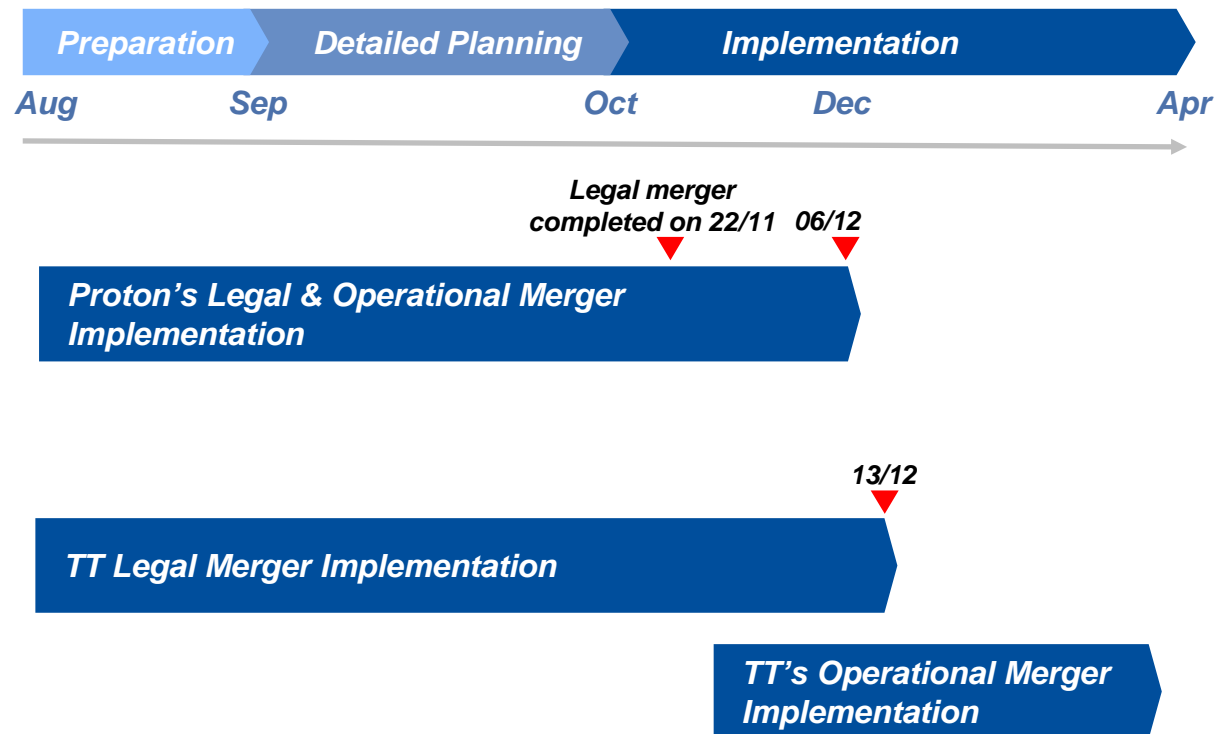 Preparation Detailed Planning Implementation
Aug Sep Oct Dec Apr
Legal merger
completed on 22/11 06/12
Proton’s Legal & Operational Merger
Implementation
13/12
TT Legal Merger Implementation
TT’s Operational Merger
Implementation